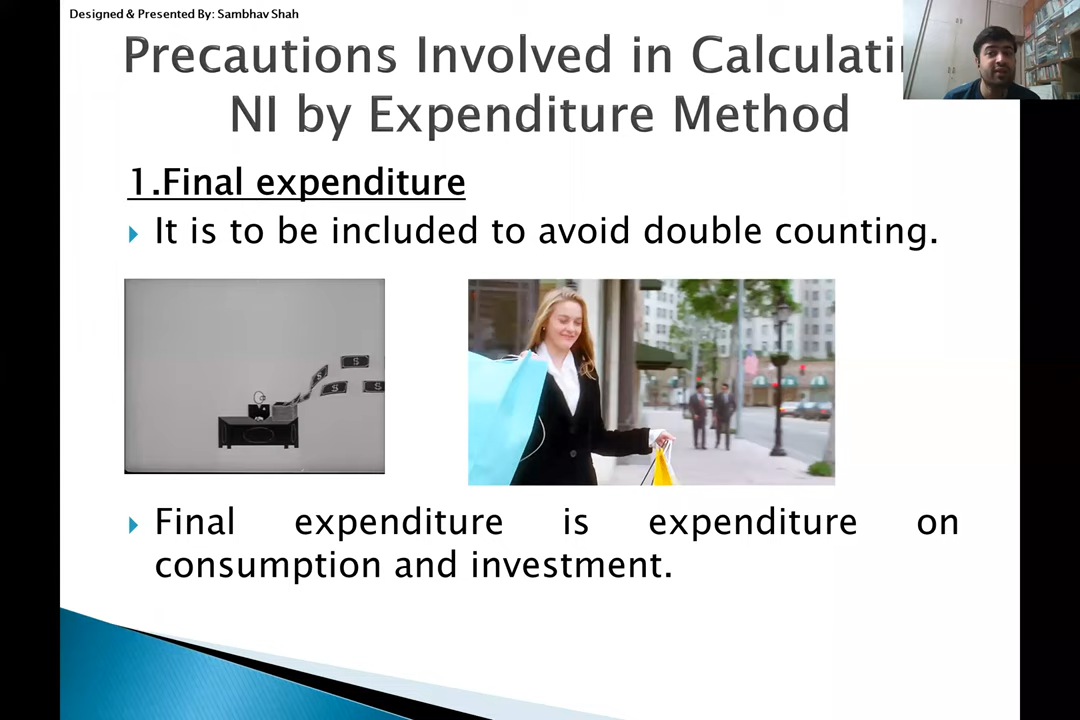 Designed & Presented By: Sambhav Shah
Precautions Involved in Calculati
NI by Expenditure Method
1.Final expenditure
It is to be included to avoid double counting.
$
$
$
$
Final expenditure is expenditure on
consumption and investment.